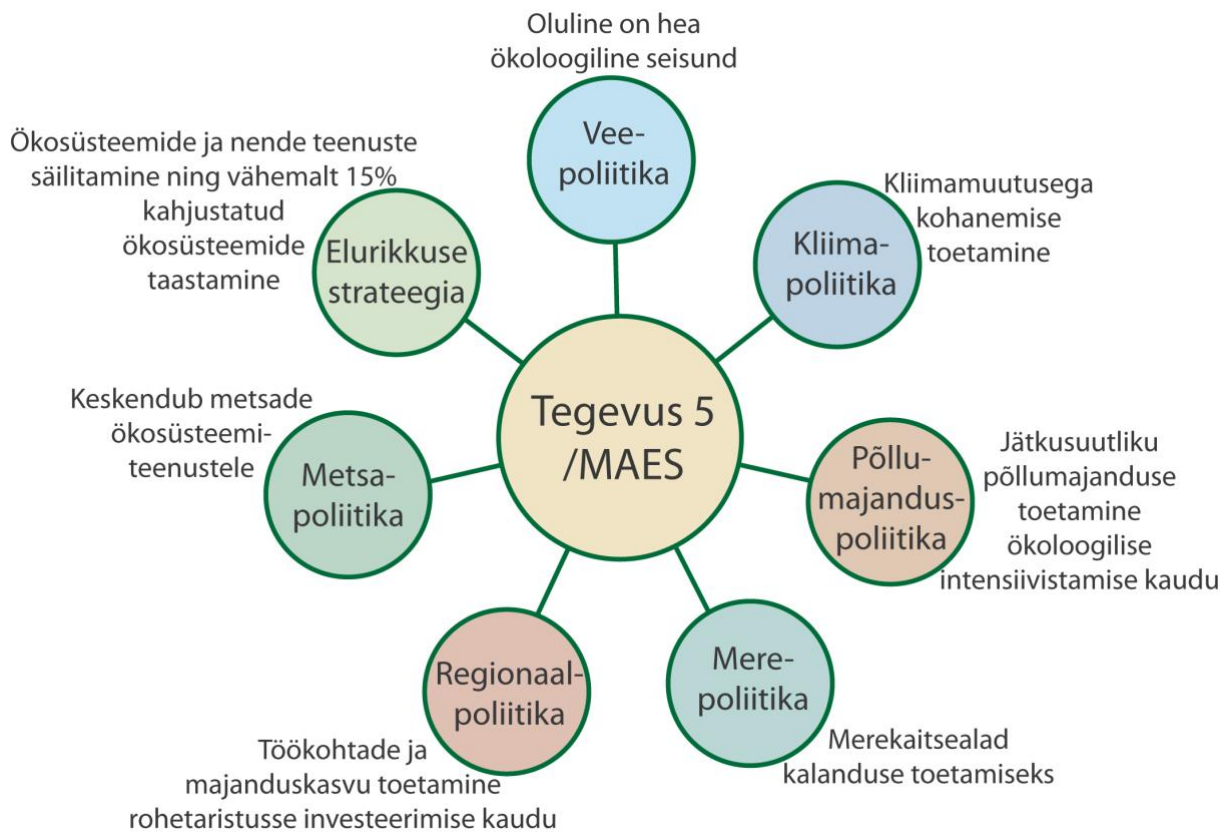 Oluline on hea
ökoloogiline seisund
Vee-
poliitika
Kliimamuutusega
kohanemise
toetamine
Kliima-
poliitika
Jätkusuutliku
põllumajanduse
toetamine
ökoloogilise
intensiivistamise kaudu
Põllu-
majandus-
poliitika
Mere-
poliitika
Merekaitsealad
kalanduse toetamiseks
Regionaal-
poliitika
Töökohtade ja
majanduskasvu toetamine
rohetaristusse investeerimise kaudu
Keskendub metsade
ökosüsteemi-
teenustele
Metsa-
poliitika
Ökosüsteemide ja nende teenuste
säilitamine ning vähemalt 15%
kahjustatud
ökosüsteemide
taastamine
Elurikkuse
strateegia
Tegevus 5
/MAES